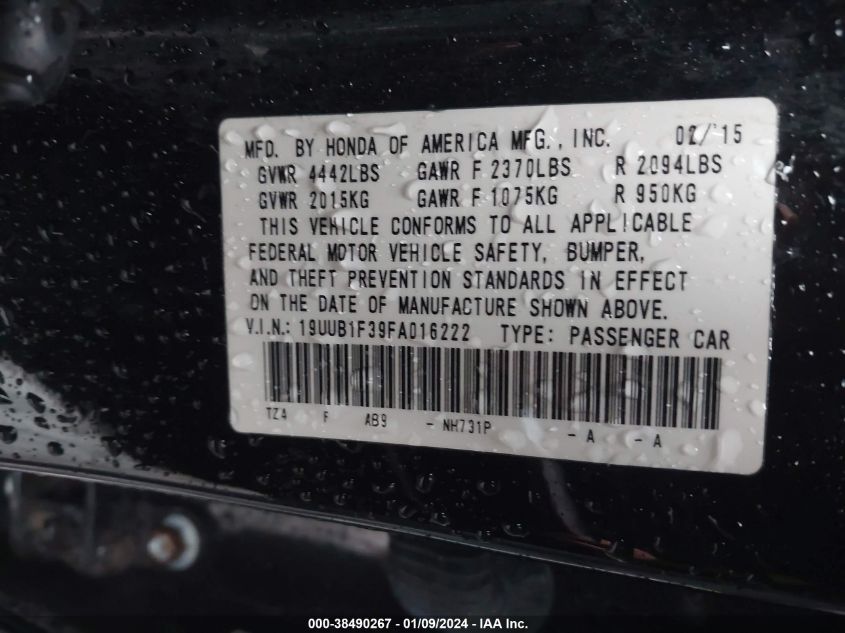 MFD. BY HONDA OF AMERICA MFG., INC. 02/'15
GVWR 4442LBS GAWR F 2370LBS R 2094LBS
GVWR 2015KG GAWR F 1075KG R 950KG
THIS VEHICLE CONFORMS TO ALL APPLICABLE
FEDERAL MOTOR VEHICLE SAFETY, BUMPER,
AND THEFT PREVENTION STANDARDS IN EFFECT
ON THE DATE OF MANUFACTURE SHOWN ABOVE.
V.I.N.: 19UUB1F39FA016222 TYPE: PASSENGER CAR
TZ4 F AB9 - NH731P - A - A
000-38490267 - 01/09/2024 - IAA Inc.